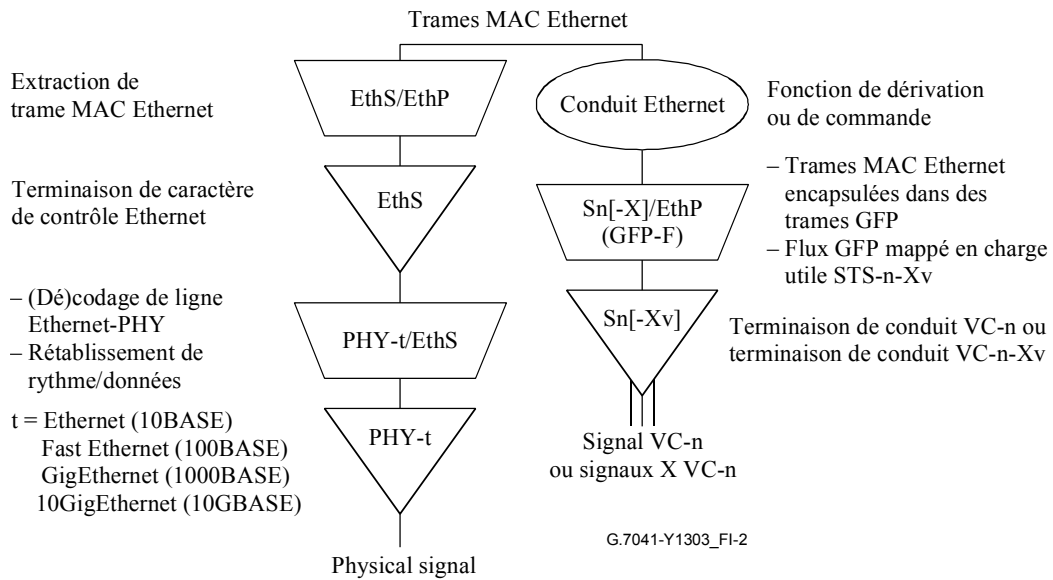 Trames MAC Ethernet
Extraction de
trame MAC Ethernet
EthS/EthP
Conduit Ethernet
Fonction de dérivation
ou de commande
Terminaison de caractère
de contrôle Ethernet
EthS
Sn[-X]/EthP
(GFP-F)
– Trames MAC Ethernet
encapsulées dans des
trames GFP
– Flux GFP mappé en charge
utile STS-n-Xv
– (Dé)codage de ligne
Ethernet-PHY
– Rétablissement de
rythme/données
PHY-t/EthS
Sn[-Xv]
Terminaison de conduit VC-n ou
terminaison de conduit VC-n-Xv
t = Ethernet (10BASE)
Fast Ethernet (100BASE)
GigEthernet (1000BASE)
10GigEthernet (10GBASE)
PHY-t
Signal VC-n
ou signaux X VC-n
G.7041-Y1303_FI-2
Physical signal